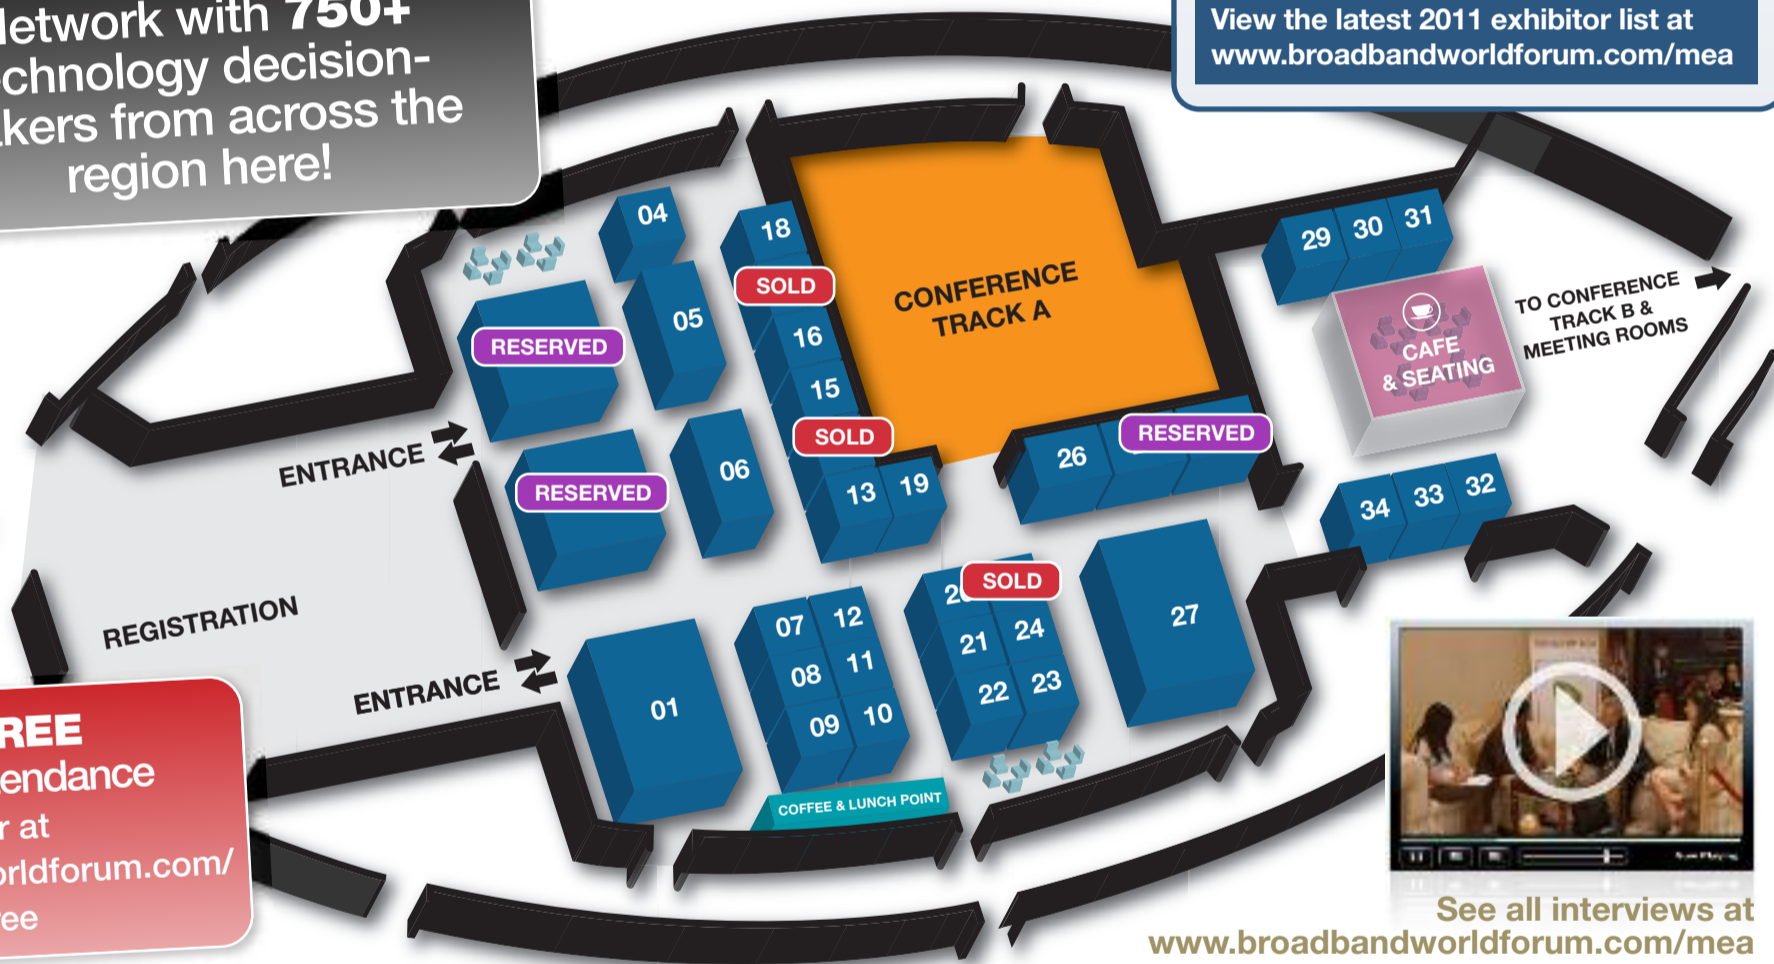 etwork with 750+
chnology decision-
kers from across the
region here!
View the latest 2011 exhibitor list at
www.broadbandworldforum.com/mea
04
18
SOLD
05
16
15
SOLD
RESERVED
06
13
19
RESERVED
CONFERENCE
TRACK A
26
RESERVED
29
30
31
CAFE
& SEATING
TO CONFERENCE
TRACK B &
MEETING ROOMS
34
33
32
ENTRANCE
REGISTRATION
ENTRANCE
01
07
12
08
11
09
10
SOLD
21
24
22
23
27
COFFEE & LUNCH POINT
REE
endance
r at
orldforum.com/
ree
See all interviews at
www.broadbandworldforum.com/mea